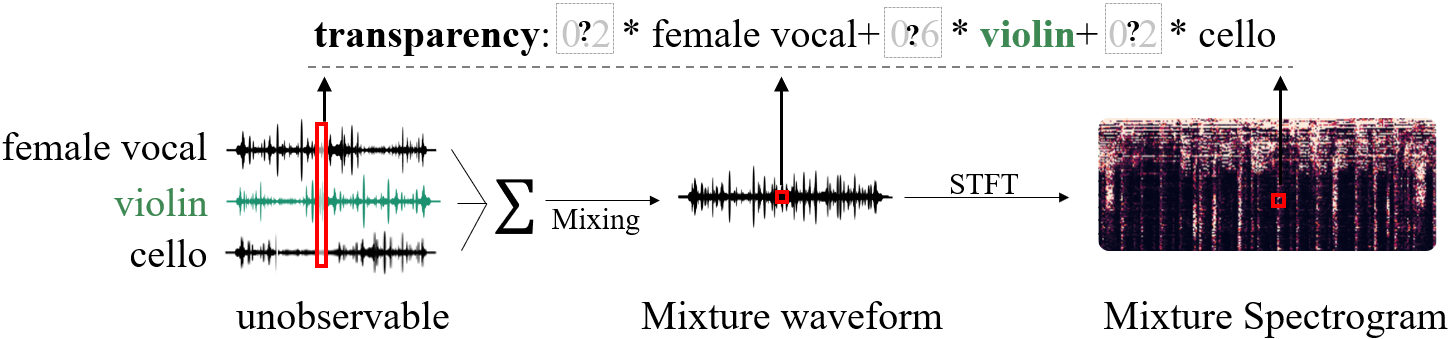 transparency: 0.2 ? * female vocal+ 0.6 ? * violin+ 0.2 ? * cello
female vocal
violin
cello
∑
Mixing
STFT
unobservable
Mixture waveform
Mixture Spectrogram